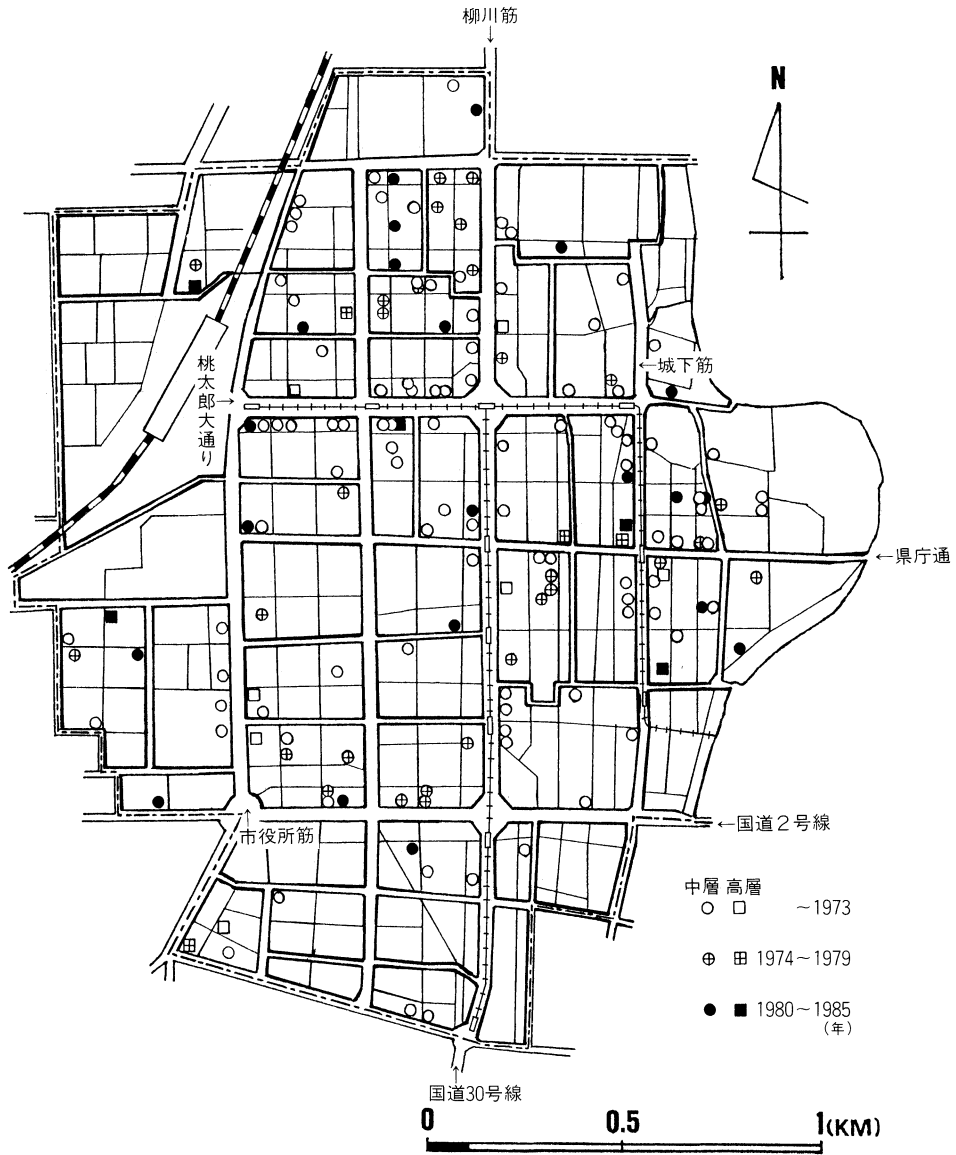 柳川筋
↓
N
桃太郎大通り→
←城下筋
←県庁通
↑
市役所筋
←国道2号線
中層 高層
○ □ ~1973
⊕ ⊞ 1974~1979
● ■ 1980~1985
(年)
↑
国道30号線
0 0.5 1(KM)